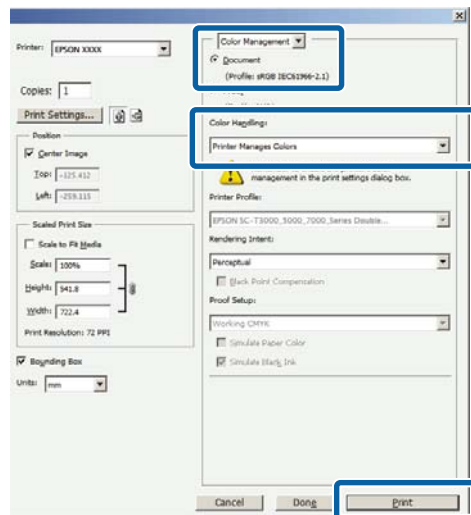 Printer: EPSON XXXX
Copies: 1
Print Settings...
Position
Center Image
Top: -125.412
Left: -259.115
Scaled Print Size
Scale to Fit Media
Scale: 100%
Height: 541.8
Width: 722.4
Print Resolution: 72 PPI
Bounding Box
Units: mm
Color Management
Document
(Profile: sRGB IEC61966-2.1)
Color Handling:
Printer Manages Colors
management in the print settings dialog box.
Printer Profile:
EPSON SC-T3000_5000_7000_Series Double...
Rendering Intent:
Perceptual
Black Point Compensation
Proof Setup:
Working CMYK
Simulate Paper Color
Simulate Black Ink
Cancel
Done
Print